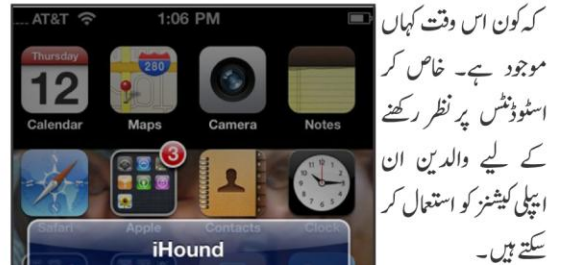 AT&T 1:06 PM
Thursday
12
280
Calendar Maps Camera Notes
3
Safari Apple Contacts Clock
iHound
کہ کون اس وقت کہاں
موجود ہے۔ خاص کر
اسٹوڈنٹس پر نظر رکھنے
کے لیے والدین ان
ایپلی کیشنز کو استعمال کر
سکتے ہیں۔